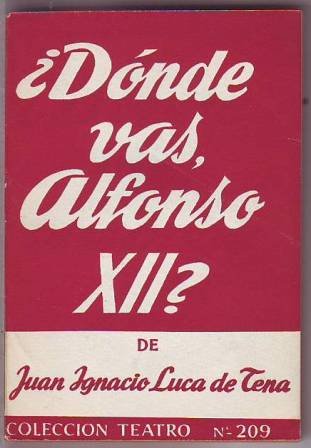 ¿Dónde
vas,
Alfonso
XII?
DE
Juan Ignacio Luca de Tena
COLECCION TEATRO Nº 209